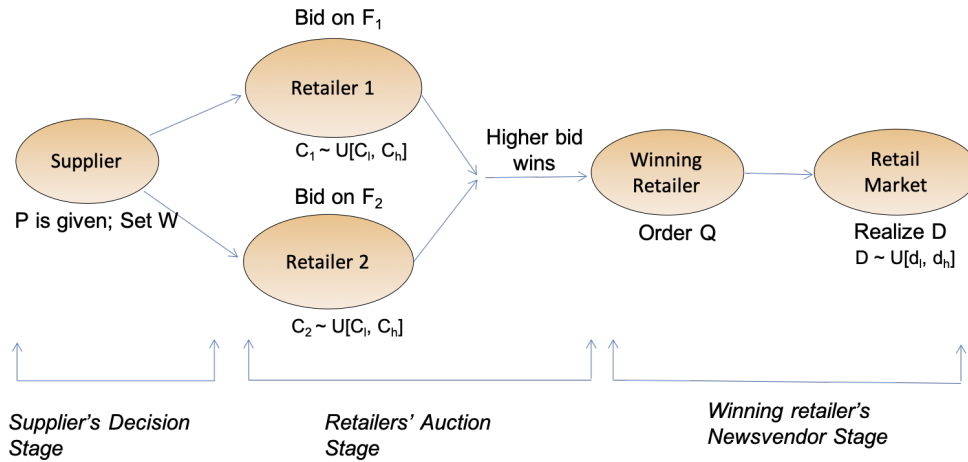 Bid on F₁
Retailer 1
C₁ ~ U[Cₗ, Cₕ]
Supplier
P is given; Set W
Bid on F₂
Retailer 2
C₂ ~ U[Cₗ, Cₕ]
Higher bid
wins
Winning
Retailer
Order Q
Retail
Market
Realize D
D ~ U[dₗ, dₕ]
Supplier's Decision
Stage
Retailers' Auction
Stage
Winning retailer's
Newsvendor Stage